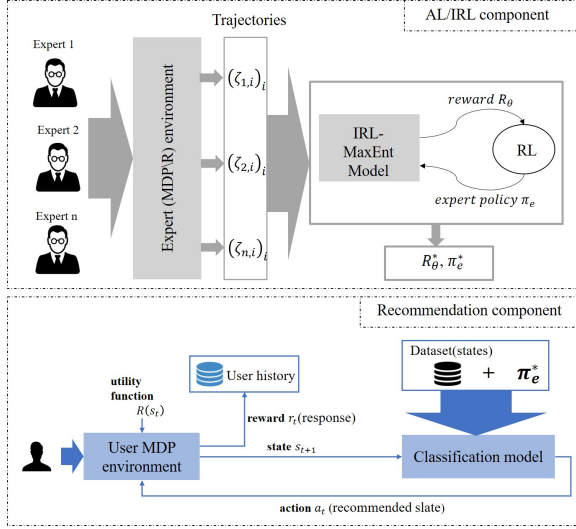 Trajectories
AL/IRL component
Expert 1
Expert 2
Expert n
Expert (MDP\R) environment
(ζ1,i)i
(ζ2,i)i
(ζn,i)i
IRL-
MaxEnt
Model
reward Rθ
RL
expert policy πe
R*θ, π*e
Recommendation component
Dataset(states)
+ π*e
User history
utility
function
R(st)
reward rt(response)
User MDP
environment
state st+1
Classification model
action at (recommended slate)